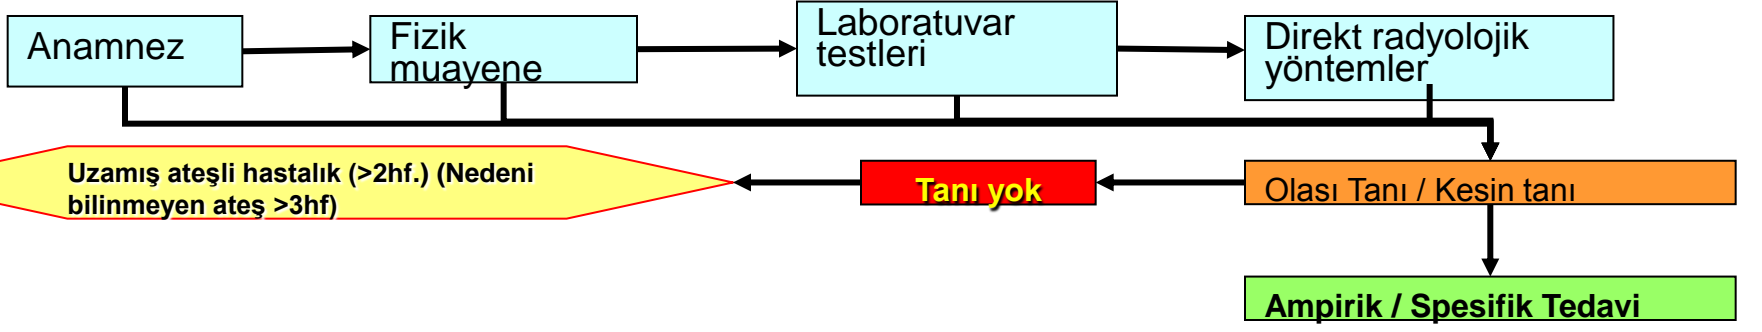 Anamnez
Fizik
muayene
Laboratuvar
testleri
Direkt radyolojik
yöntemler
Uzamış ateşli hastalık (>2hf.) (Nedeni
bilinmeyen ateş >3hf)
Tanı yok
Olası Tanı / Kesin tanı
Ampirik / Spesifik Tedavi